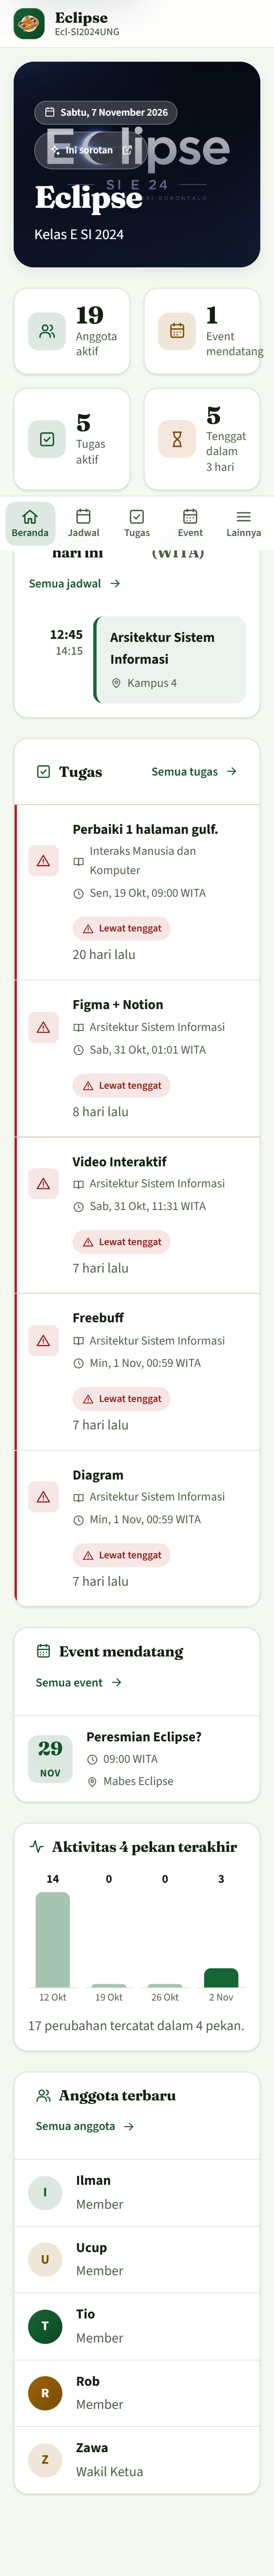 Eclipse
Ecl-SI2024UNG
Sabtu, 7 November 2026
Eclipse
Ini sorotan
SI E 24
Eclipse
Kelas E SI 2024
19
Anggota
aktif
1
Event
mendatang
5
Tugas
aktif
5
Tenggat
dalam
3 hari
Beranda
Jadwal
Tugas
Event
Lainnya
hari ini
(WITA)
Semua jadwal
12:45
14:15
Arsitektur Sistem
Informasi
Kampus 4
Tugas
Semua tugas
Perbaiki 1 halaman gulf.
Interaks Manusia dan
Komputer
Sen, 19 Okt, 09:00 WITA
Lewat tenggat
20 hari lalu
Figma + Notion
Arsitektur Sistem Informasi
Sab, 31 Okt, 01:01 WITA
Lewat tenggat
8 hari lalu
Video Interaktif
Arsitektur Sistem Informasi
Sab, 31 Okt, 11:31 WITA
Lewat tenggat
7 hari lalu
Freebuff
Arsitektur Sistem Informasi
Min, 1 Nov, 00:59 WITA
Lewat tenggat
7 hari lalu
Diagram
Arsitektur Sistem Informasi
Min, 1 Nov, 00:59 WITA
Lewat tenggat
7 hari lalu
Event mendatang
Semua event
29
NOV
Peresmian Eclipse?
09:00 WITA
Mabes Eclipse
Aktivitas 4 pekan terakhir
14
0
0
3
12 Okt
19 Okt
26 Okt
2 Nov
17 perubahan tercatat dalam 4 pekan.
Anggota terbaru
Semua anggota
I
Ilman
Member
U
Ucup
Member
T
Tio
Member
R
Rob
Member
Z
Zawa
Wakil Ketua